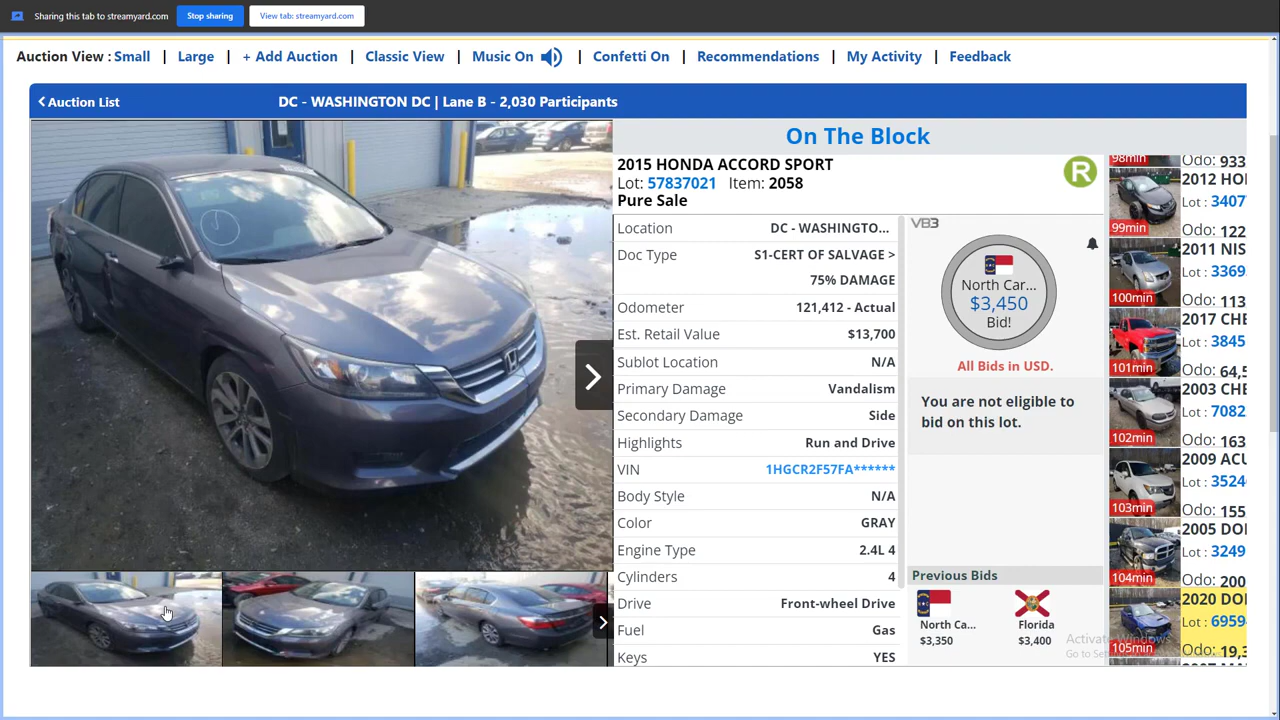 Sharing this tab to streamyard.com
Stop sharing
View tab: streamyard.com
Auction View : Small | Large | + Add Auction | Classic View | Music On | Confetti On | Recommendations | My Activity | Feedback
Auction List
DC - WASHINGTON DC | Lane B - 2,030 Participants
On The Block
2015 HONDA ACCORD SPORT
Lot: 57837021 Item: 2058
Pure Sale
R
Location DC - WASHINGTO...
Doc Type S1-CERT OF SALVAGE >
75% DAMAGE
Odometer 121,412 - Actual
Est. Retail Value $13,700
Sublot Location N/A
Primary Damage Vandalism
Secondary Damage Side
Highlights Run and Drive
VIN 1HGCR2F57FA******
Body Style N/A
Color GRAY
Engine Type 2.4L 4
Cylinders 4
Drive Front-wheel Drive
Fuel Gas
Keys YES
VB3
North Car...
$3,450
Bid!
All Bids in USD.
You are not eligible to
bid on this lot.
Previous Bids
North Ca...
$3,350
Florida
$3,400
98min
Odo: 933
2012 HOI
Lot : 3407
99min
Odo: 122
2011 NIS
Lot : 3369
100min
Odo: 113
2017 CHE
Lot : 3845
101min
Odo: 64,5
2003 CHE
Lot : 7082
102min
Odo: 163
2009 ACU
Lot : 3524
103min
Odo: 155
2005 DOI
Lot : 3249
104min
Odo: 200
2020 DOI
Lot : 6959
105min
Odo: 19,3
Activate Windows